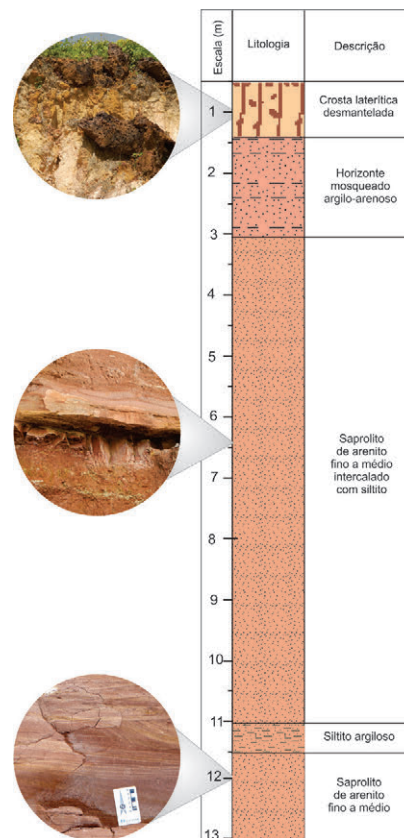 Escala (m)
Litologia
Descrição
Crosta laterítica
desmantelada
1
Horizonte
mosqueado
argilo-arenoso
2
3
4
5
6
Saprolito
de arenito
fino a médio
intercalado
com siltito
7
8
9
10
11
Siltito argiloso
12
Saprolito
de arenito
fino a médio
13